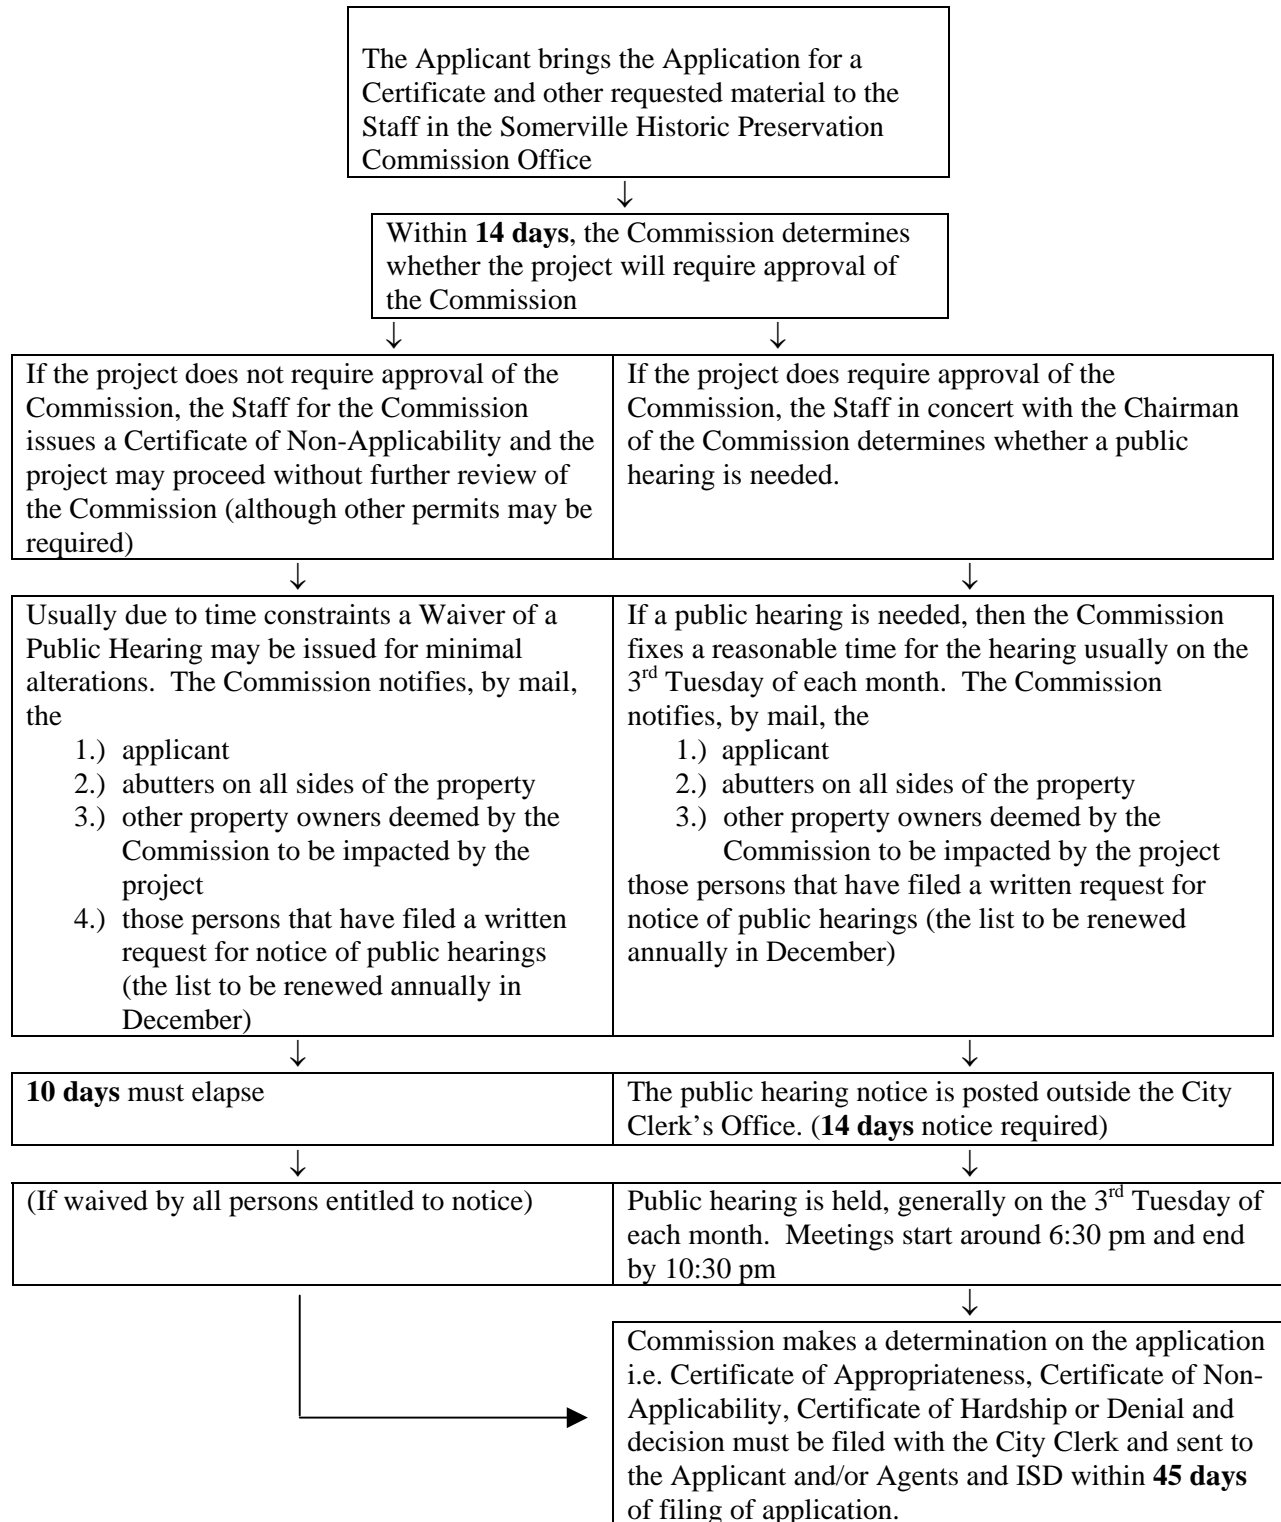 The Applicant brings the Application for a
Certificate and other requested material to the
Staff in the Somerville Historic Preservation
Commission Office
↓
Within 14 days, the Commission determines
whether the project will require approval of
the Commission
↓ ↓
If the project does not require approval of the
Commission, the Staff for the Commission
issues a Certificate of Non-Applicability and the
project may proceed without further review of
the Commission (although other permits may be
required)
If the project does require approval of the
Commission, the Staff in concert with the Chairman
of the Commission determines whether a public
hearing is needed.
↓ ↓
Usually due to time constraints a Waiver of a
Public Hearing may be issued for minimal
alterations.  The Commission notifies, by mail,
the
1.) applicant
2.) abutters on all sides of the property
3.) other property owners deemed by the
Commission to be impacted by the
project
4.) those persons that have filed a written
request for notice of public hearings
(the list to be renewed annually in
December)
If a public hearing is needed, then the Commission
fixes a reasonable time for the hearing usually on the
3rd Tuesday of each month.  The Commission
notifies, by mail, the
1.) applicant
2.) abutters on all sides of the property
3.) other property owners deemed by the
Commission to be impacted by the project
those persons that have filed a written request for
notice of public hearings (the list to be renewed
annually in December)
↓ ↓
10 days must elapse
The public hearing notice is posted outside the City
Clerk’s Office. (14 days notice required)
↓ ↓
(If waived by all persons entitled to notice)
Public hearing is held, generally on the 3rd Tuesday of
each month.  Meetings start around 6:30 pm and end
by 10:30 pm
↓
Commission makes a determination on the application
i.e. Certificate of Appropriateness, Certificate of Non-
Applicability, Certificate of Hardship or Denial and
decision must be filed with the City Clerk and sent to
the Applicant and/or Agents and ISD within 45 days
of filing of application.